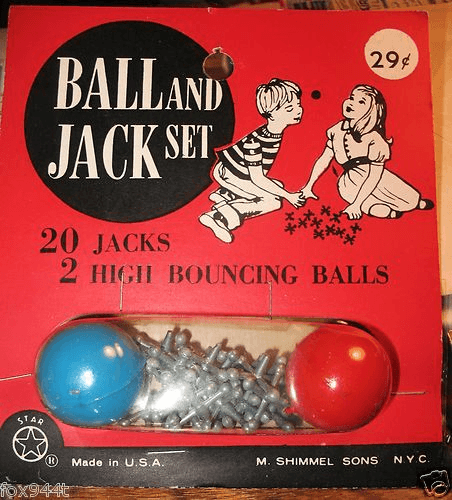 29¢
BALL AND
JACK SET
20 JACKS
2 HIGH BOUNCING BALLS
STAR
®
Made in U.S.A.
M. SHIMMEL SONS N.Y.C.
fox944t